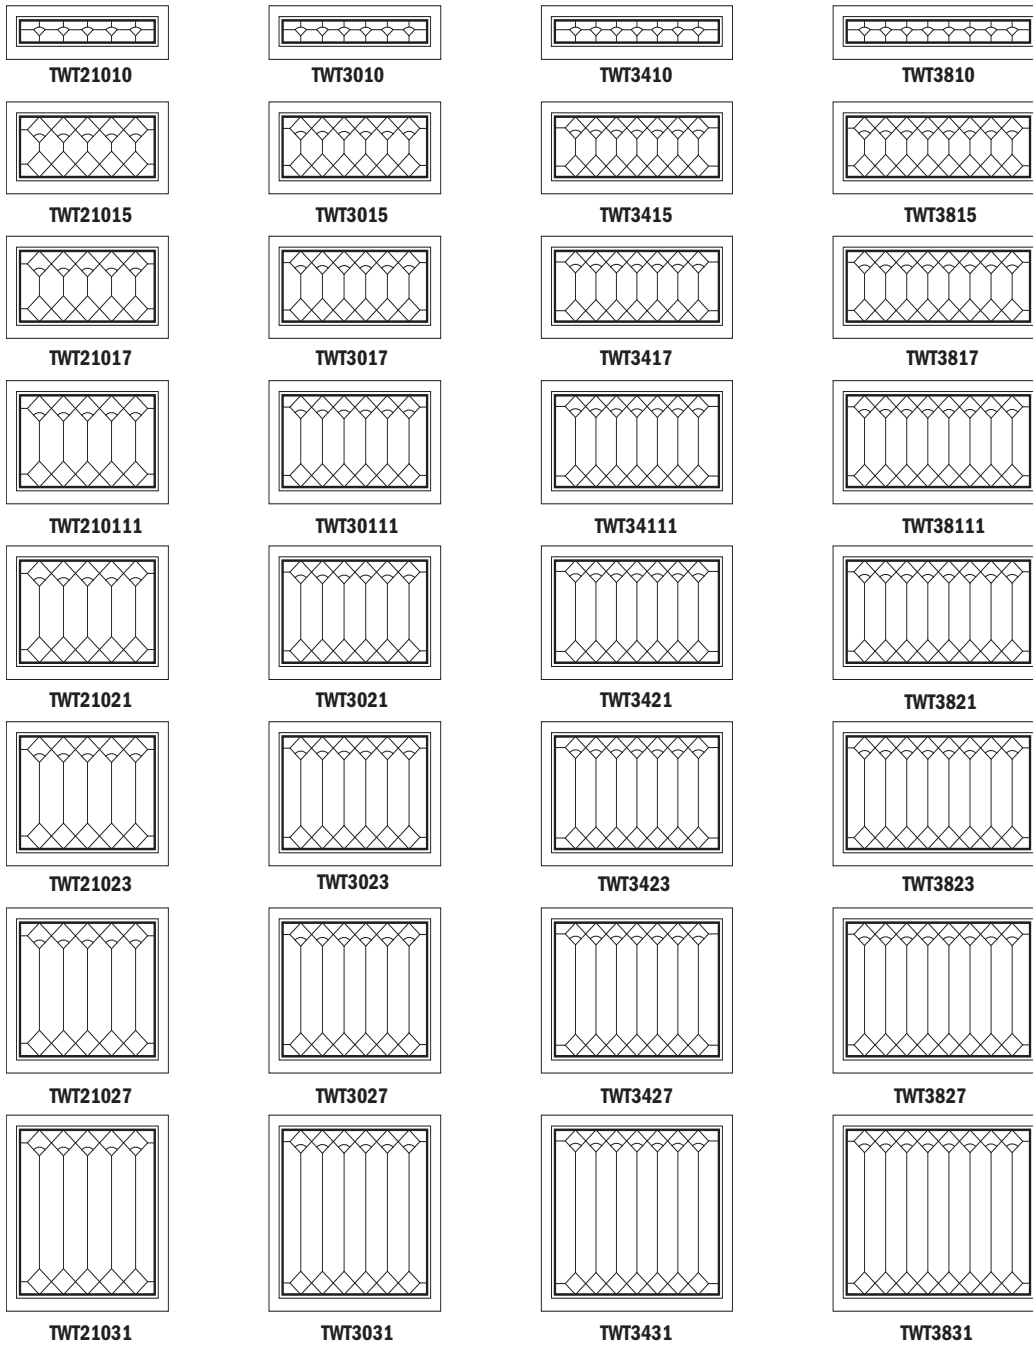 TWT21010 TWT3010 TWT3410 TWT3810
TWT21015 TWT3015 TWT3415 TWT3815
TWT21017 TWT3017 TWT3417 TWT3817
TWT210111 TWT30111 TWT34111 TWT38111
TWT21021 TWT3021 TWT3421 TWT3821
TWT21023 TWT3023 TWT3423 TWT3823
TWT21027 TWT3027 TWT3427 TWT3827
TWT21031 TWT3031 TWT3431 TWT3831